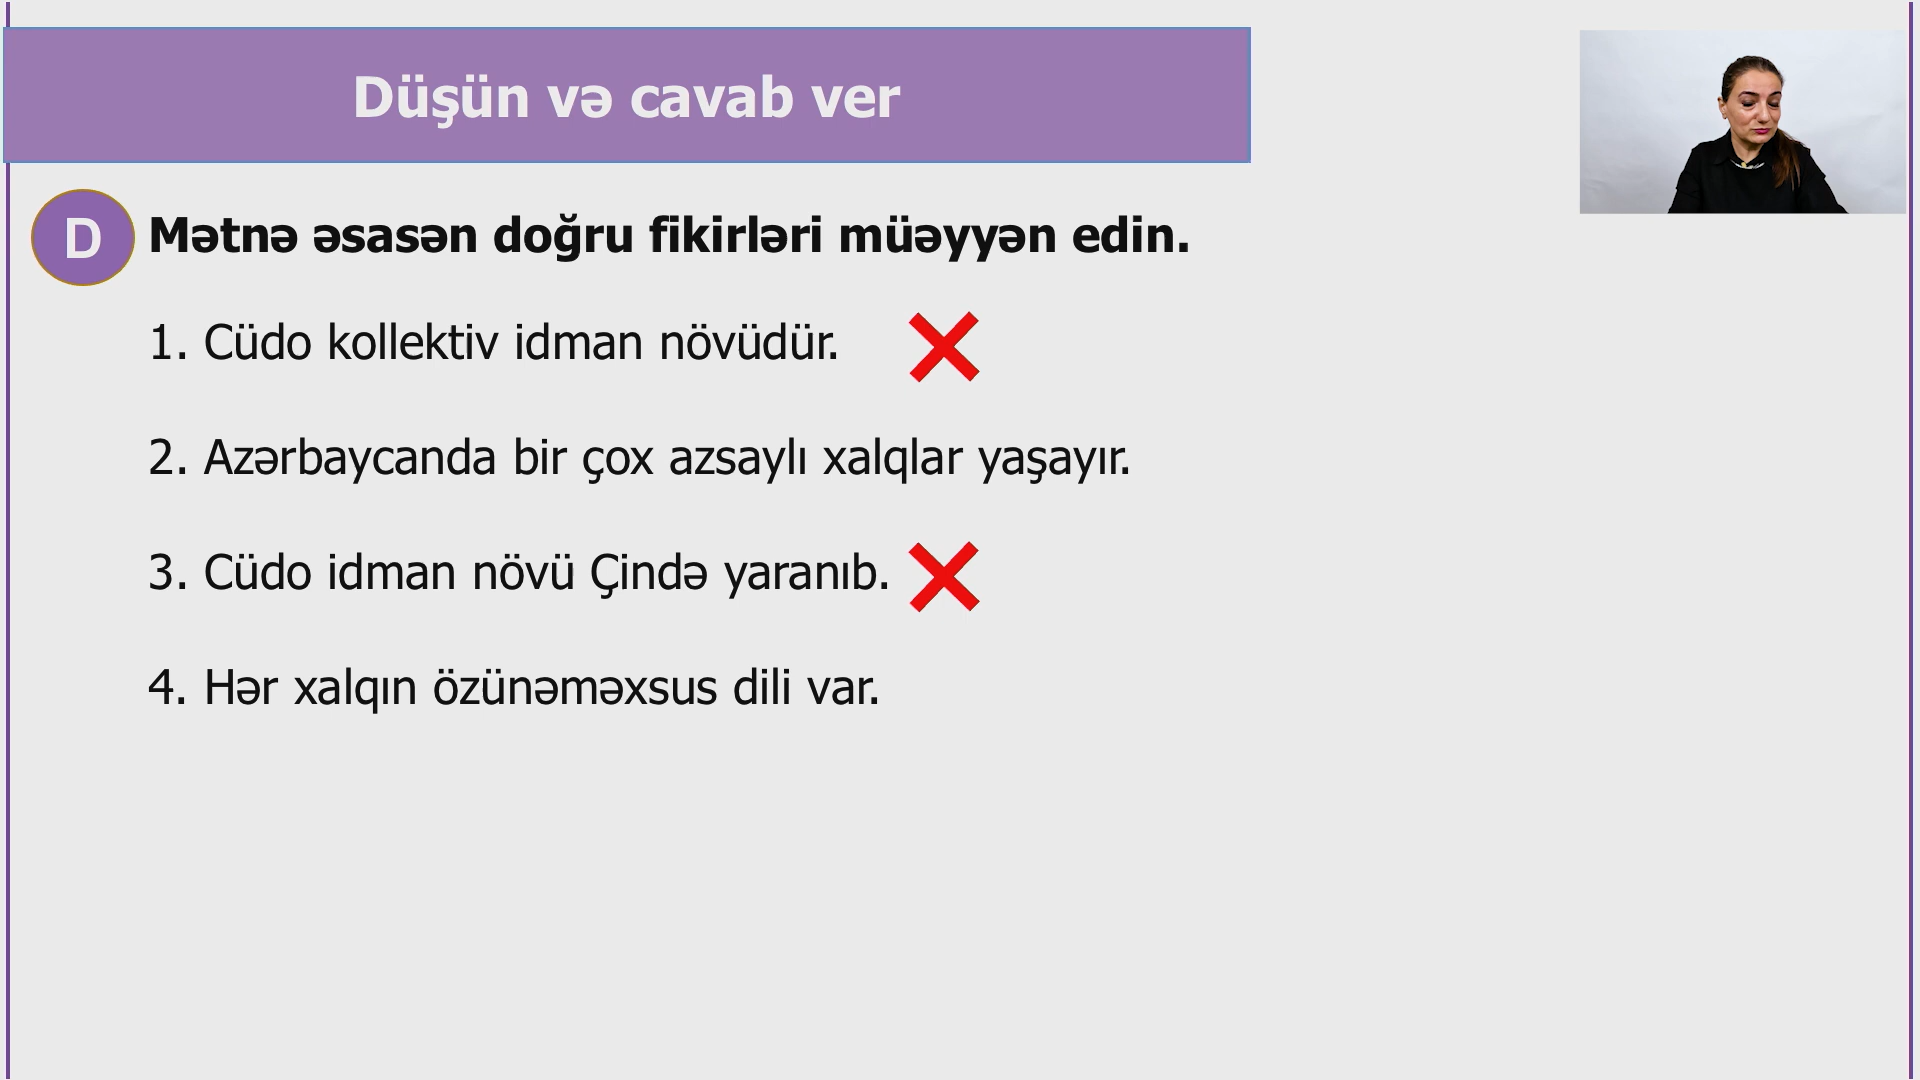 Düşün və cavab ver
D
Mətnə əsasən doğru fikirləri müəyyən edin.
1. Cüdo kollektiv idman növüdür.
2. Azərbaycanda bir çox azsaylı xalqlar yaşayır.
3. Cüdo idman növü Çində yaranıb.
4. Hər xalqın özünəməxsus dili var.